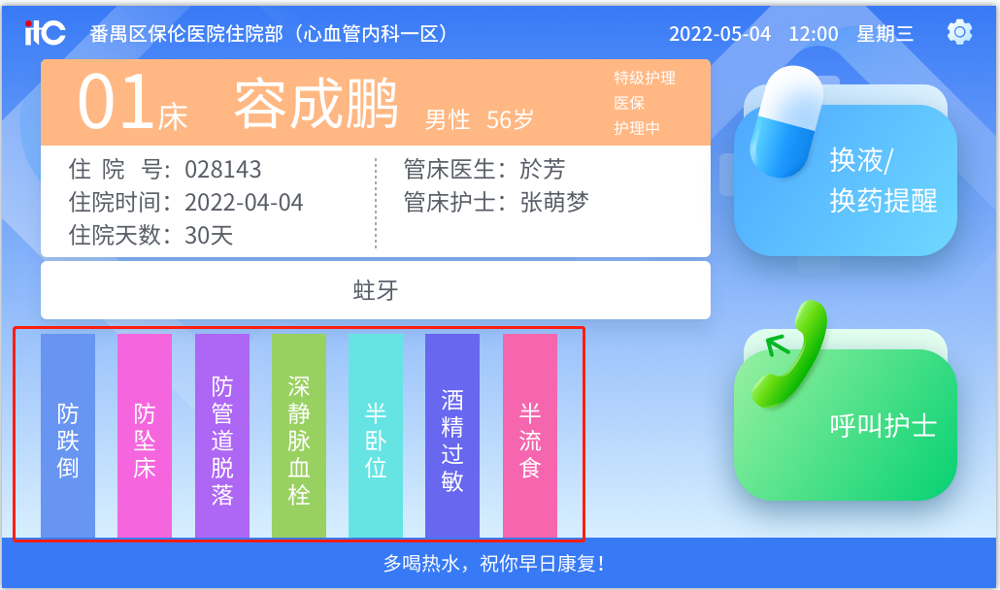 itC 番禺区保伦医院住院部（心血管内科一区） 2022-05-04 12:00 星期三
01床 容成鹏 男性 56岁
特级护理
医保
护理中
住 院 号: 028143
住院时间: 2022-04-04
住院天数: 30天
管床医生: 於芳
管床护士: 张萌梦
蛀牙
换液/
换药提醒
呼叫护士
防跌倒
防坠床
防管道脱落
深静脉血栓
半卧位
酒精过敏
半流食
多喝热水，祝你早日康复！